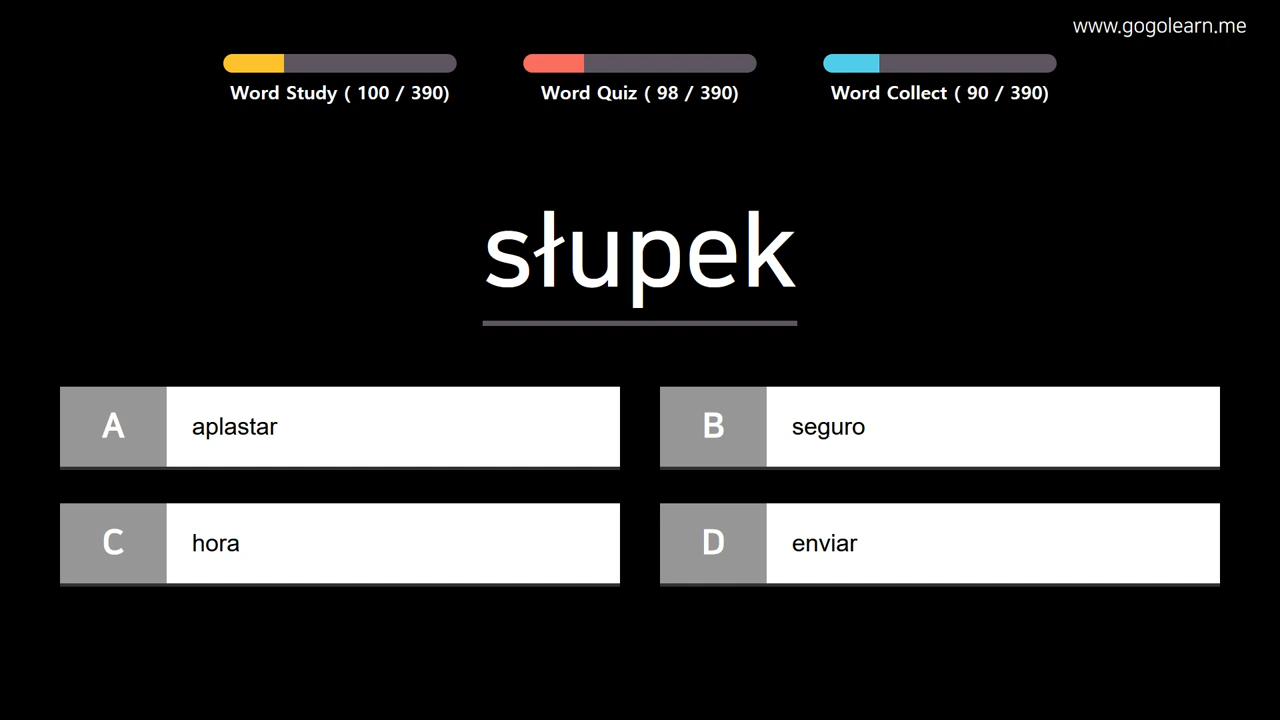 www.gogolearn.me
Word Study ( 100 / 390)
Word Quiz ( 98 / 390)
Word Collect ( 90 / 390)
słupek
A aplastar
B seguro
C hora
D enviar